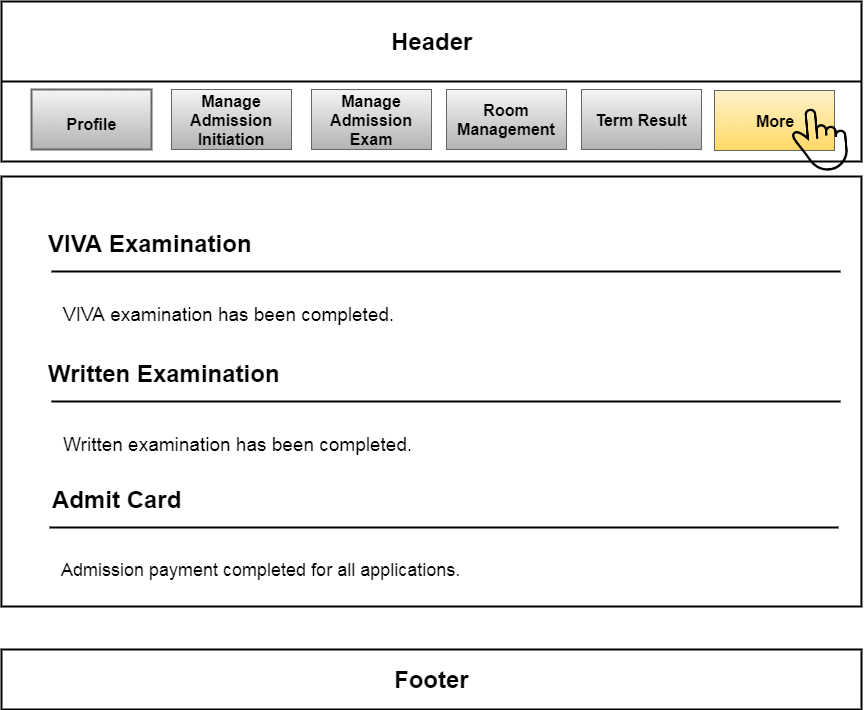 Header
Profile
Manage
Admission
Initiation
Manage
Admission
Exam
Room
Management
Term Result
More
VIVA Examination
VIVA examination has been completed.
Written Examination
Written examination has been completed.
Admit Card
Admission payment completed for all applications.
Footer